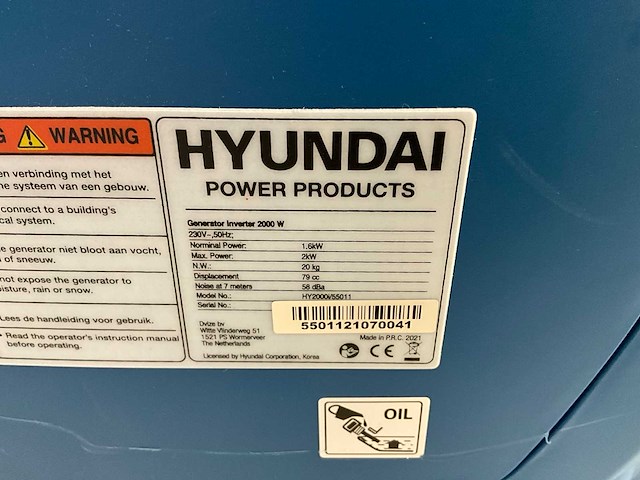 G WARNING
en verbinding met het
ne systeem van een gebouw.
connect to a building's
cal system.
e generator niet bloot aan vocht,
of sneeuw.
not expose the generator to
isture, rain or snow.
Lees de handleiding voor gebruik.
• Read the operator's instruction manual
before operating.
HYUNDAI
POWER PRODUCTS
Generator Inverter 2000 W
230V~,50Hz;
Norminal Power: 1.6kW
Max. Power: 2kW
N.W.: 20 kg
Displacement 79 cc
Noise at 7 meters 58 dBa
Model No.: HY2000i/55011
Serial No.:
5501121070041
Dvize bv
Witte Vlinderweg 51
1521 PS Wormerveer
The Netherlands
Made in P.R.C. 2021
CE
Licensed by Hyundai Corporation, Korea
OIL